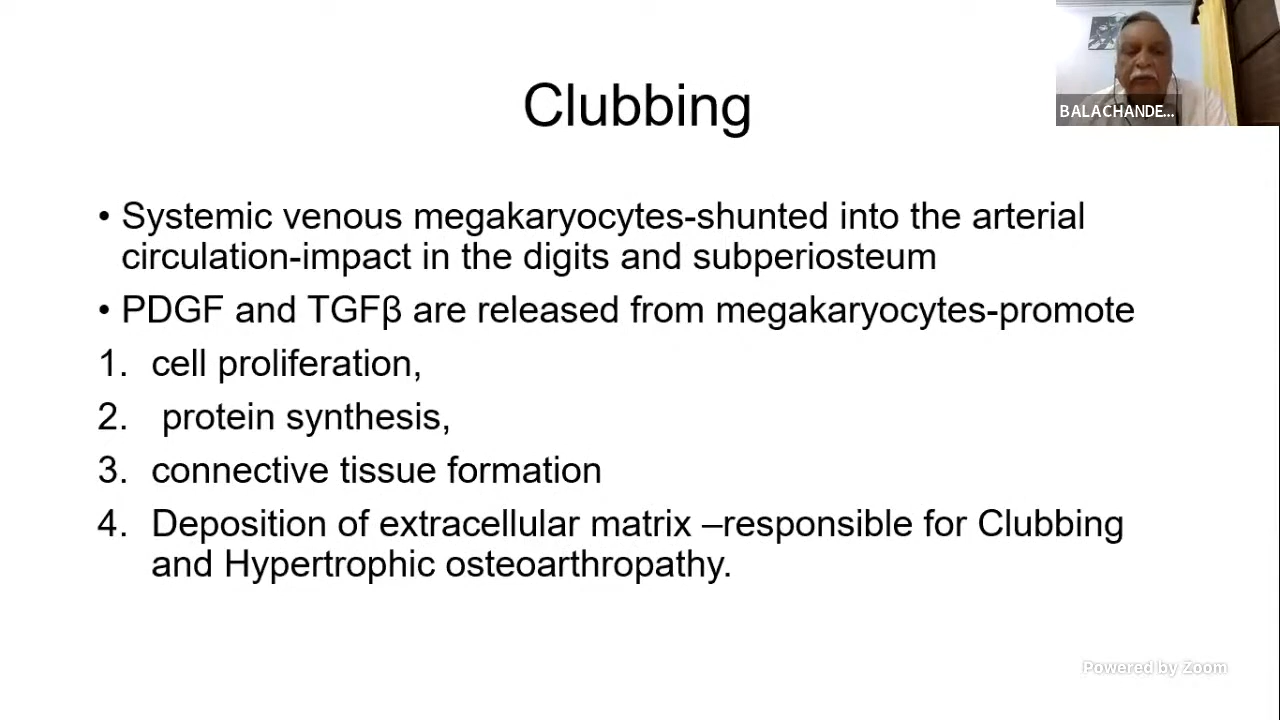 Clubbing
BALACHANDE...
• Systemic venous megakaryocytes-shunted into the arterial
circulation-impact in the digits and subperiosteum
• PDGF and TGFβ are released from megakaryocytes-promote
1. cell proliferation,
2. protein synthesis,
3. connective tissue formation
4. Deposition of extracellular matrix –responsible for Clubbing
and Hypertrophic osteoarthropathy.
Powered by Zoom